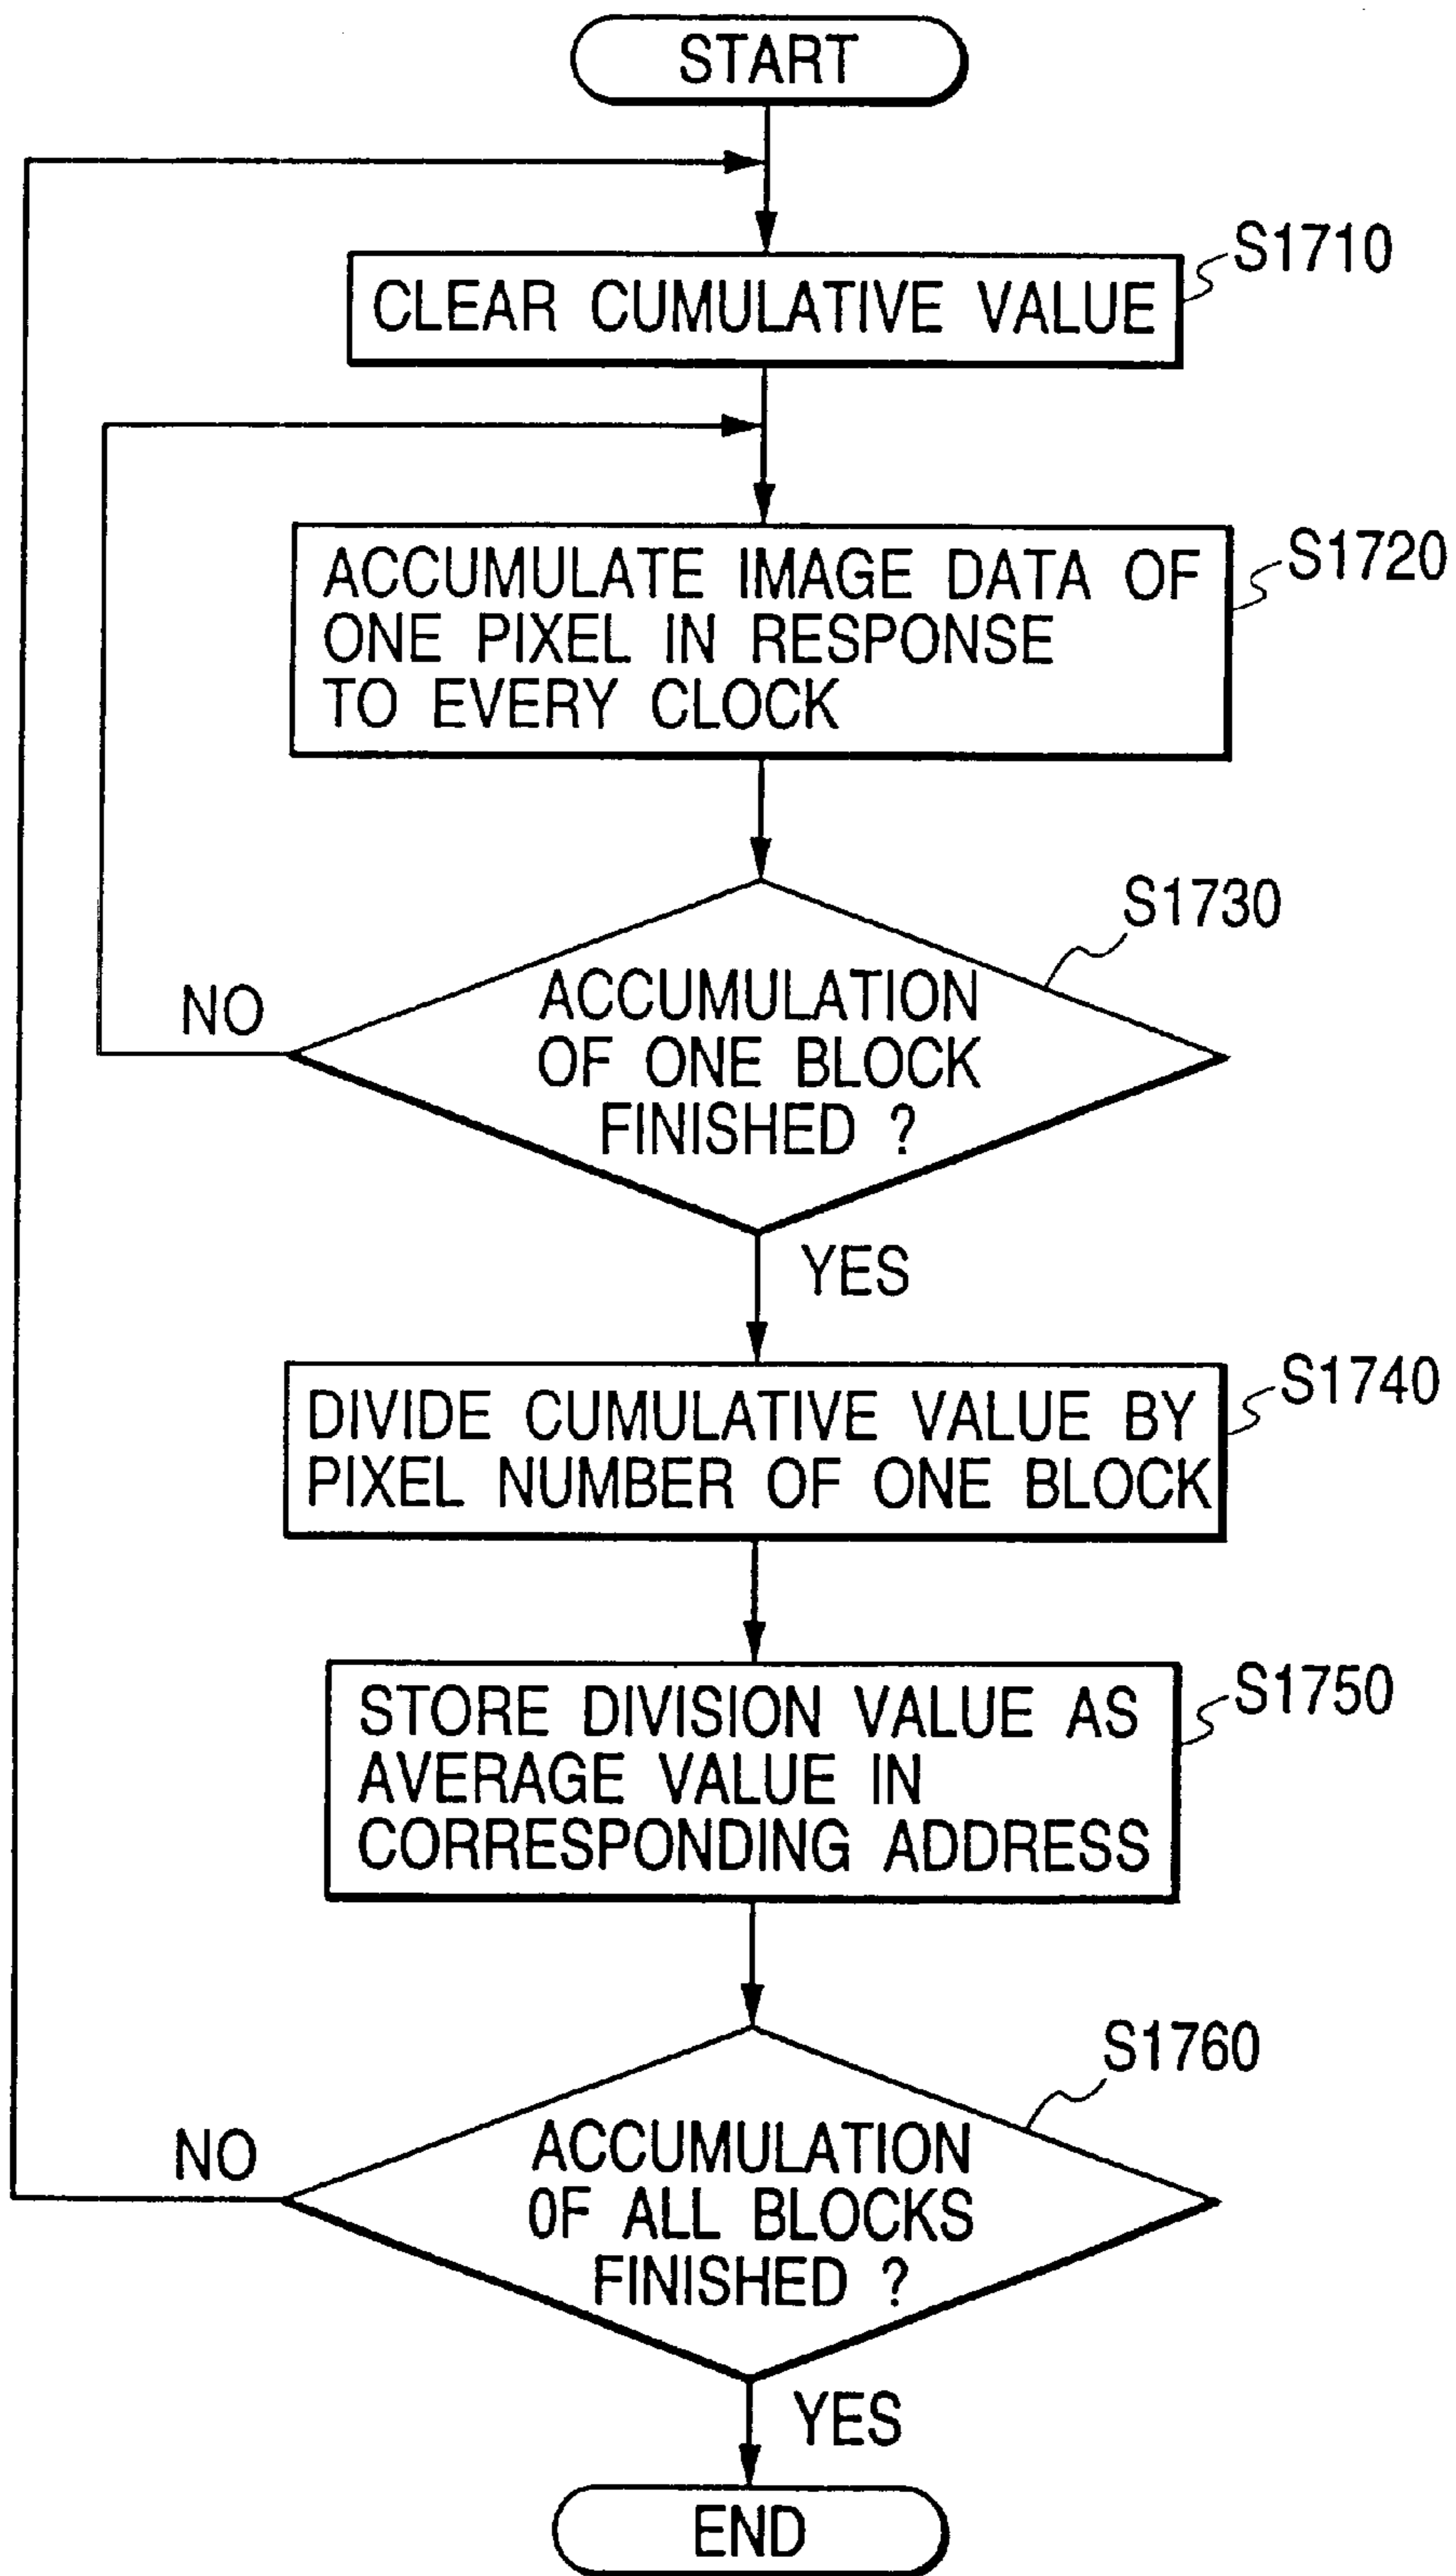 START
S1710
CLEAR CUMULATIVE VALUE
S1720
ACCUMULATE IMAGE DATA OF
ONE PIXEL IN RESPONSE
TO EVERY CLOCK
S1730
ACCUMULATION
OF ONE BLOCK
FINISHED ?
NO
YES
S1740
DIVIDE CUMULATIVE VALUE BY
PIXEL NUMBER OF ONE BLOCK
S1750
STORE DIVISION VALUE AS
AVERAGE VALUE IN
CORRESPONDING ADDRESS
S1760
ACCUMULATION
OF ALL BLOCKS
FINISHED ?
NO
YES
END